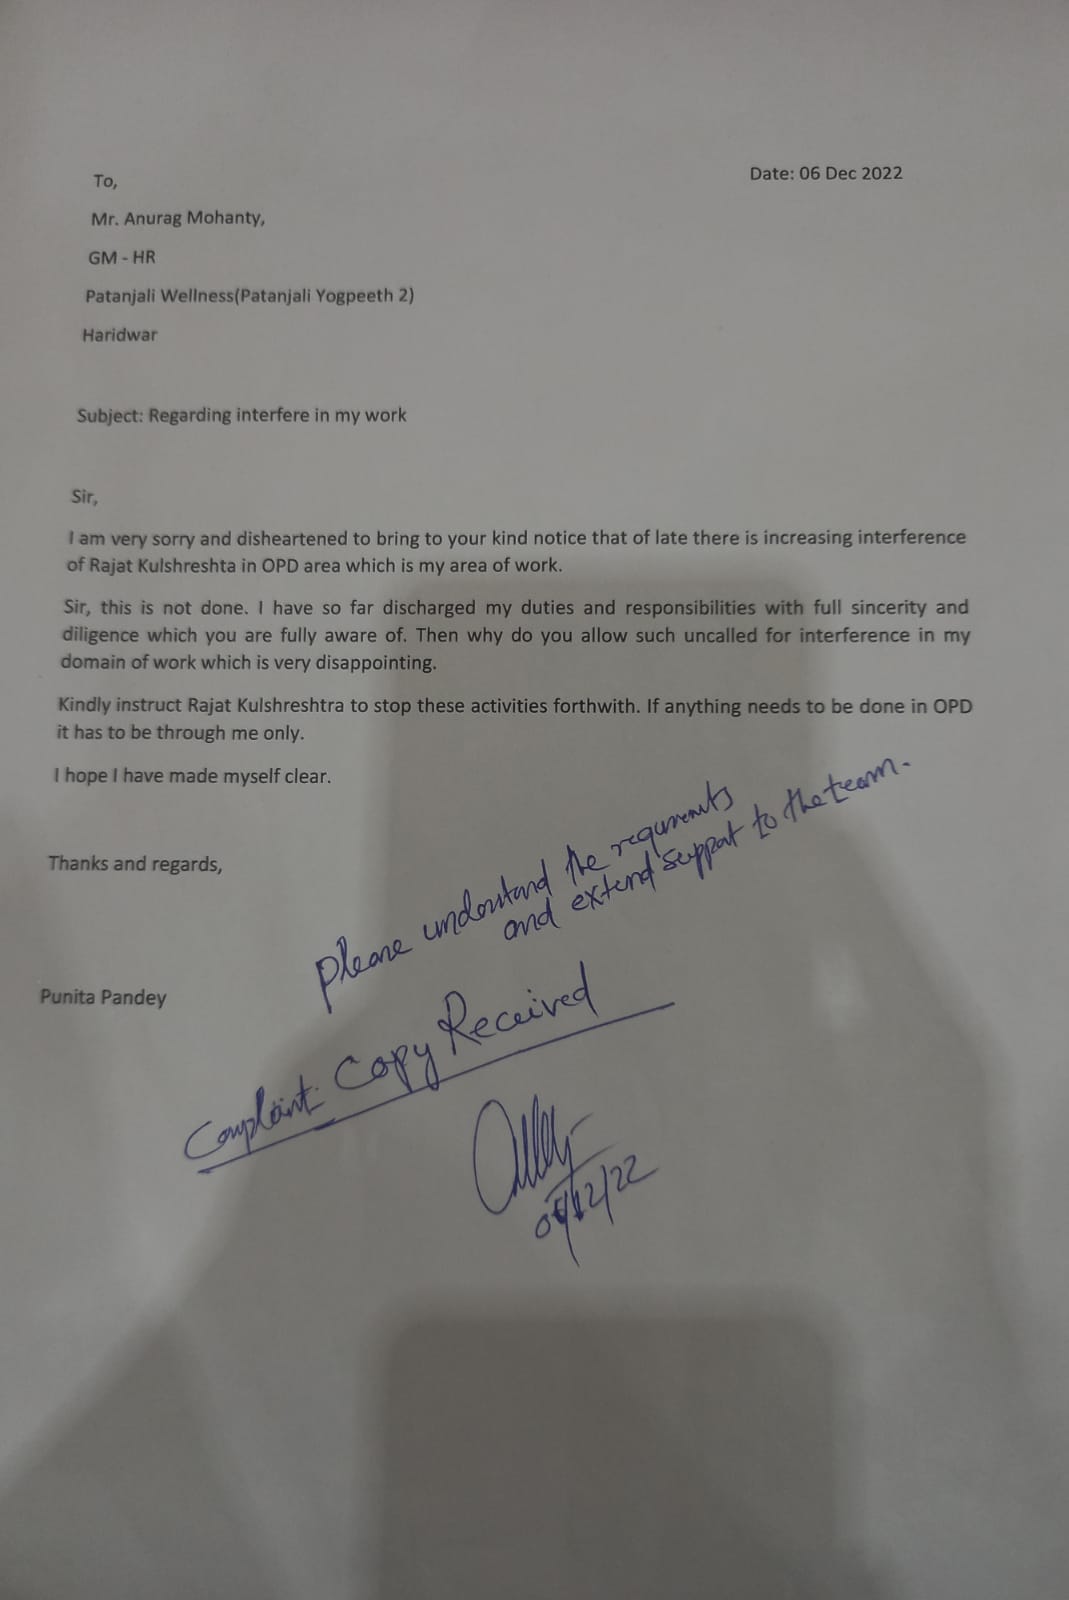 Date: 06 Dec 2022
To,
Mr. Anurag Mohanty,
GM - HR
Patanjali Wellness(Patanjali Yogpeeth 2)
Haridwar
Subject: Regarding interfere in my work
Sir,
I am very sorry and disheartened to bring to your kind notice that of late there is increasing interference
of Rajat Kulshreshta in OPD area which is my area of work.
Sir, this is not done. I have so far discharged my duties and responsibilities with full sincerity and
diligence which you are fully aware of. Then why do you allow such uncalled for interference in my
domain of work which is very disappointing.
Kindly instruct Rajat Kulshreshtra to stop these activities forthwith. If anything needs to be done in OPD
it has to be through me only.
I hope I have made myself clear.
Thanks and regards,
Punita Pandey
Please understand the requrements
and extend support to the team.
Complaint Copy Received